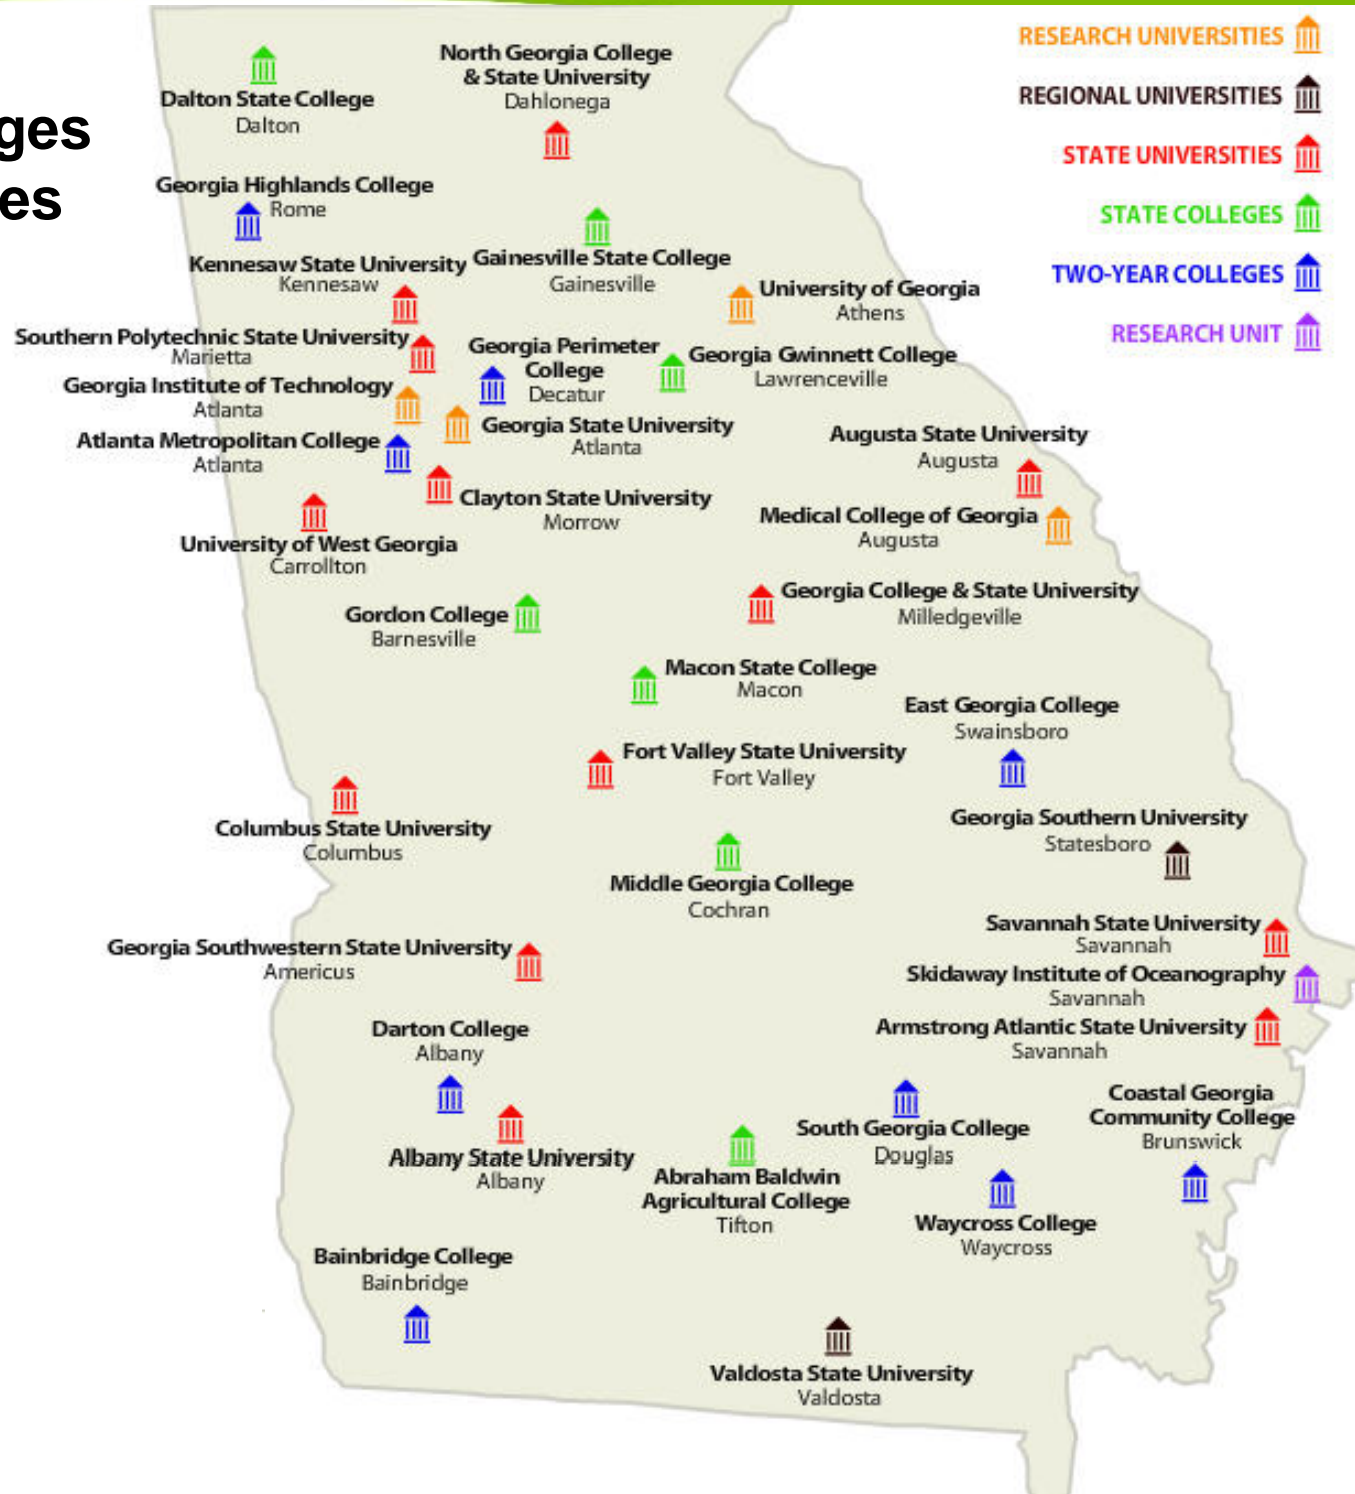 ges
es
RESEARCH UNIVERSITIES
REGIONAL UNIVERSITIES
STATE UNIVERSITIES
STATE COLLEGES
TWO-YEAR COLLEGES
RESEARCH UNIT
North Georgia College
& State University
Dahlonega
Dalton State College
Dalton
Georgia Highlands College
Rome
Kennesaw State University
Kennesaw
Gainesville State College
Gainesville
University of Georgia
Athens
Southern Polytechnic State University
Marietta
Georgia Perimeter
College
Decatur
Georgia Gwinnett College
Lawrenceville
Georgia Institute of Technology
Atlanta
Georgia State University
Atlanta
Atlanta Metropolitan College
Atlanta
Augusta State University
Augusta
Clayton State University
Morrow
Medical College of Georgia
Augusta
University of West Georgia
Carrollton
Georgia College & State University
Milledgeville
Gordon College
Barnesville
Macon State College
Macon
East Georgia College
Swainsboro
Fort Valley State University
Fort Valley
Columbus State University
Columbus
Georgia Southern University
Statesboro
Middle Georgia College
Cochran
Savannah State University
Savannah
Georgia Southwestern State University
Americus
Skidaway Institute of Oceanography
Savannah
Armstrong Atlantic State University
Savannah
Darton College
Albany
Coastal Georgia
Community College
Brunswick
South Georgia College
Douglas
Albany State University
Albany
Abraham Baldwin
Agricultural College
Tifton
Waycross College
Waycross
Bainbridge College
Bainbridge
Valdosta State University
Valdosta